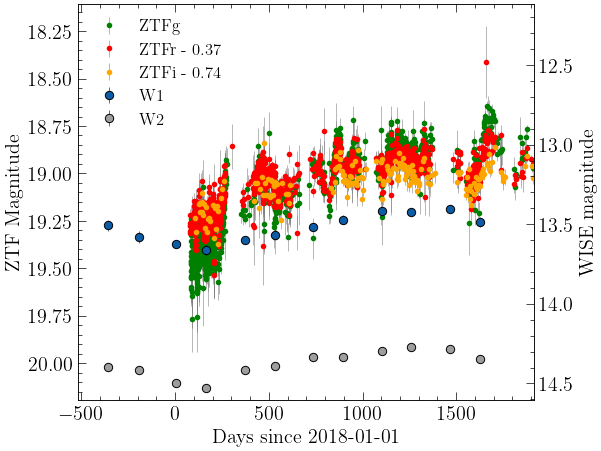 ZTFg
ZTFr - 0.37
ZTFi - 0.74
W1
W2
ZTF Magnitude
18.25
18.50
18.75
19.00
19.25
19.50
19.75
20.00
WISE magnitude
12.5
13.0
13.5
14.0
14.5
−500
0
500
1000
1500
Days since 2018-01-01